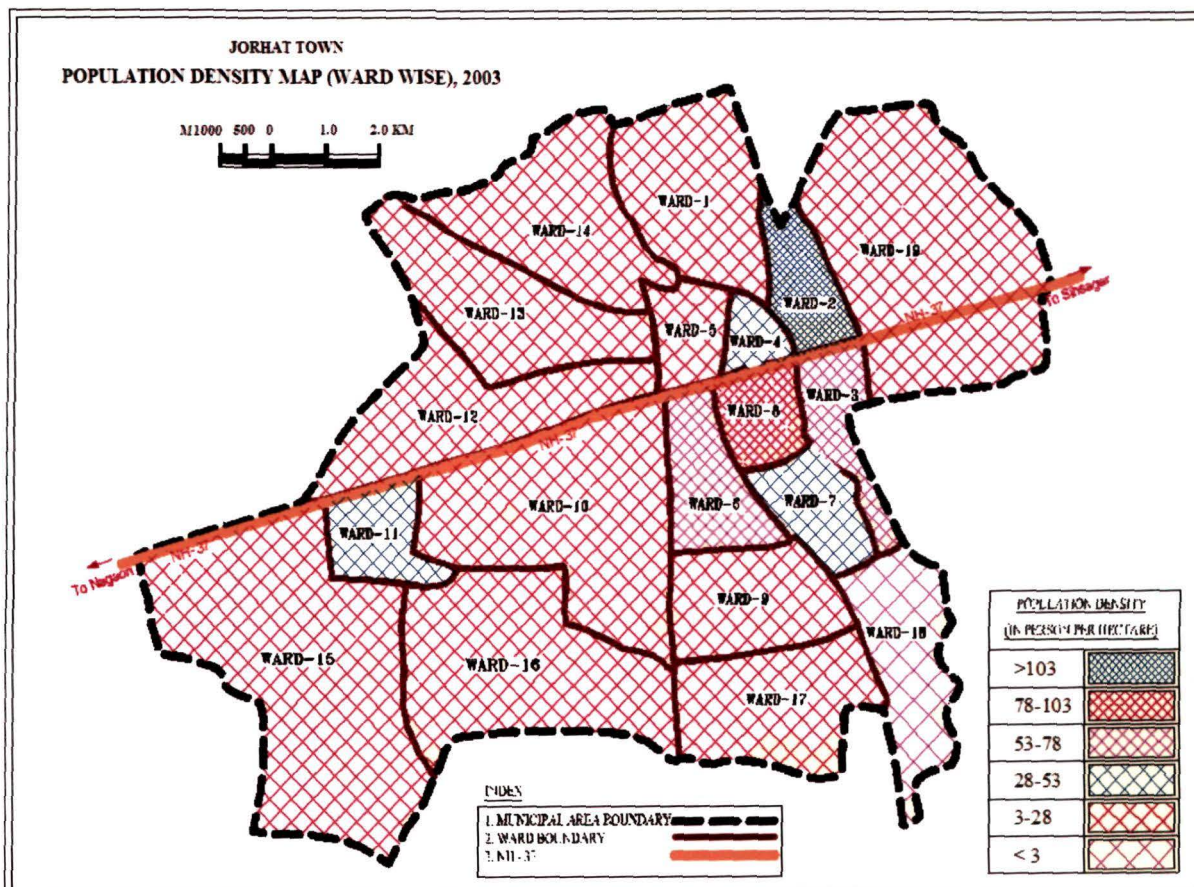 JORHAT TOWN
POPULATION DENSITY MAP (WARD WISE), 2003
M1000 500 0 1.0 2.0 KM
WARD-1
WARD-14
WARD-19
WARD-2
To Sibsagar
WARD-13
WARD-5
WARD-4
NH-37
WARD-3
WARD-12
WARD-8
NH-37
WARD-10
WARD-6
WARD-7
WARD-11
NH-37
To Nagaon
WARD-9
WARD-18
WARD-15
WARD-16
WARD-17
POPULATION DENSITY
(IN PERSON PER HECTARE)
>103
78-103
53-78
28-53
3-28
< 3
INDEX
1. MUNICIPAL AREA BOUNDARY
2. WARD BOUNDARY
3. NH-37